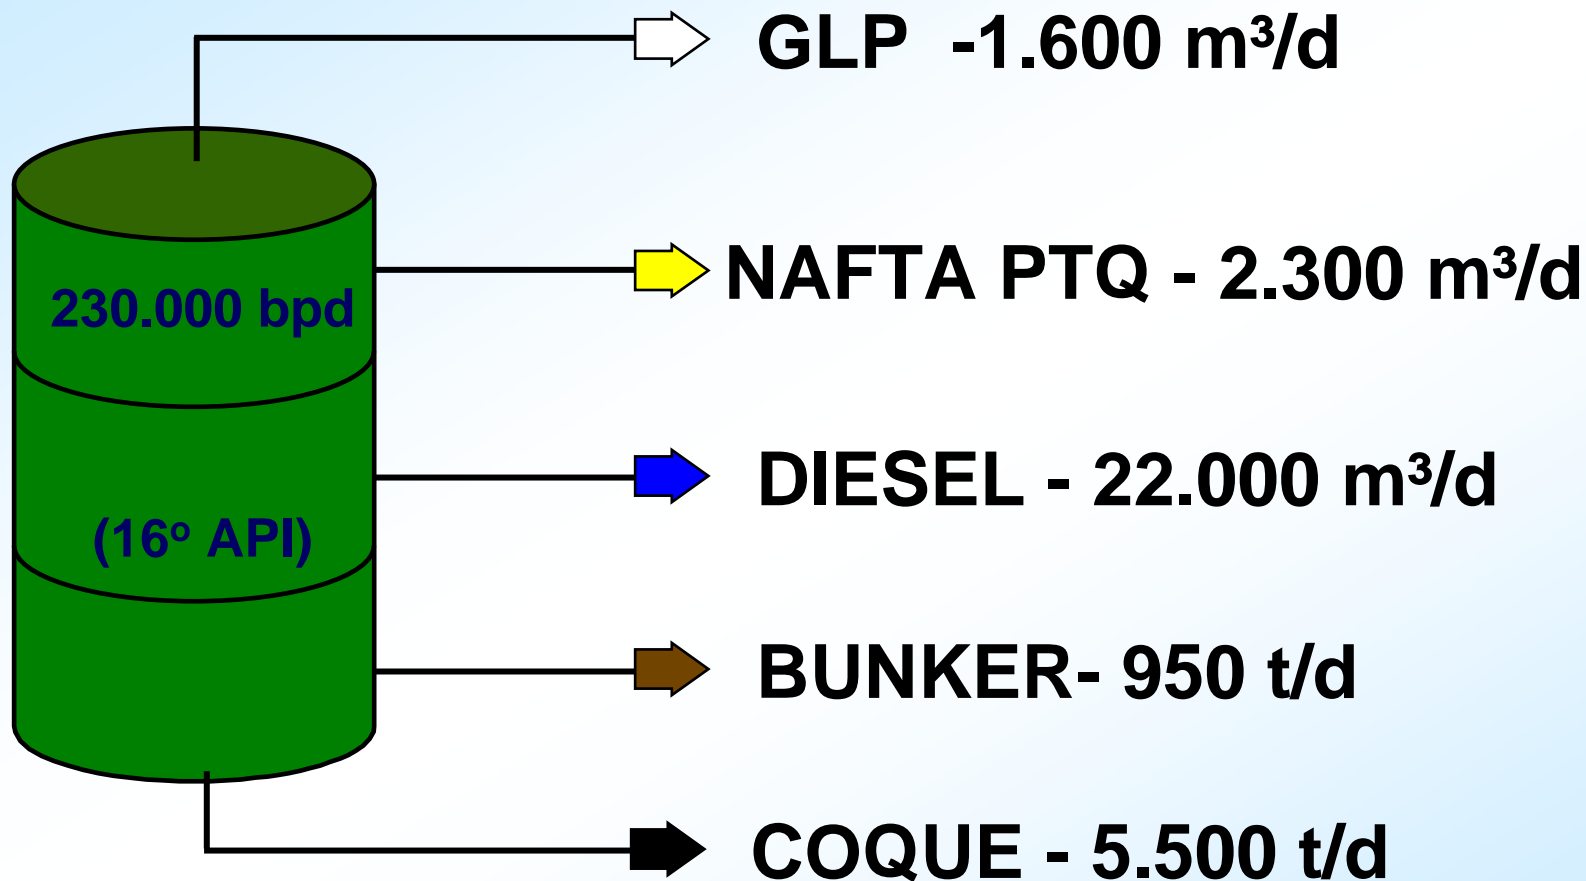 GLP -1.600 m³/d
NAFTA PTQ - 2.300 m³/d
230.000 bpd
DIESEL - 22.000 m³/d
(16º API)
BUNKER- 950 t/d
COQUE - 5.500 t/d